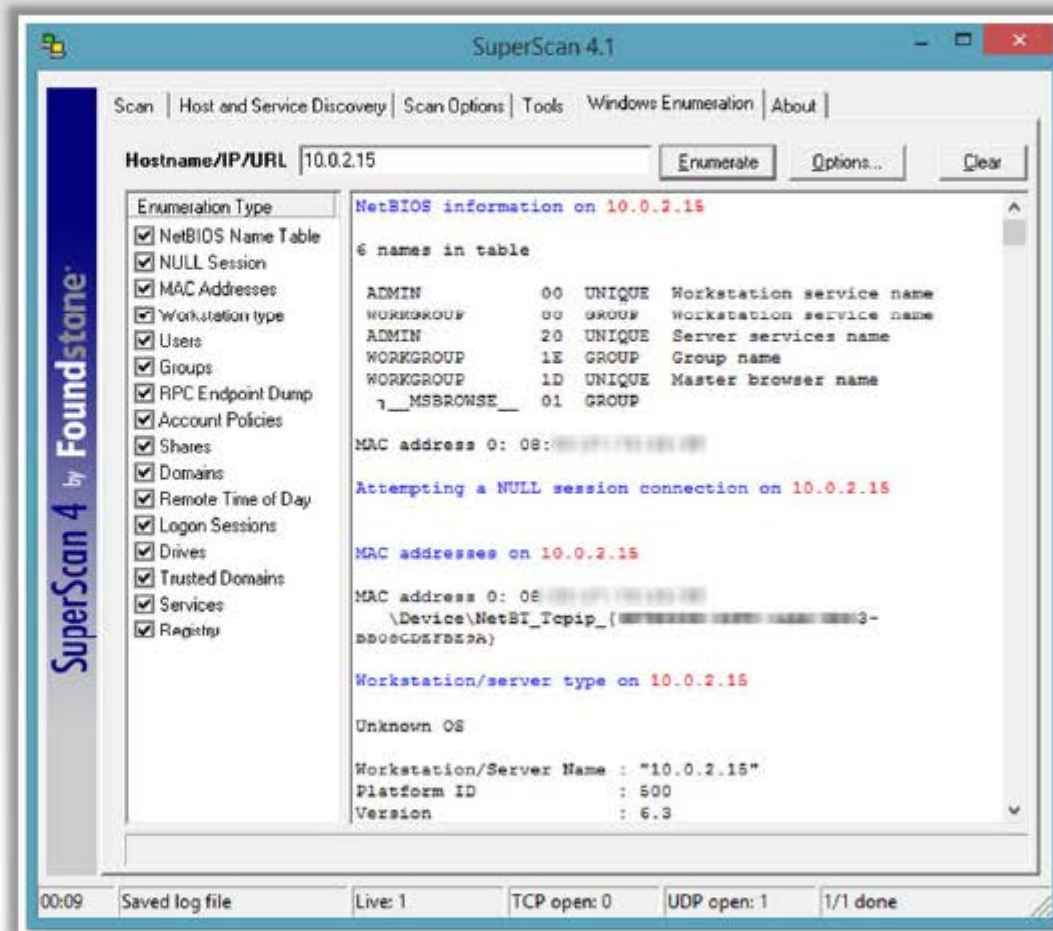 SuperScan 4.1
Scan
Host and Service Discovery
Scan Options
Tools
Windows Enumeration
About
Hostname/IP/URL 10.0.2.15
Enumerate
Options...
Clear
SuperScan 4 by Foundstone
Enumeration Type
NetBIOS Name Table
NULL Session
MAC Addresses
Workstation type
Users
Groups
RPC Endpoint Dump
Account Policies
Shares
Domains
Remote Time of Day
Logon Sessions
Drives
Trusted Domains
Services
Registry
NetBIOS information on 10.0.2.15
6 names in table
ADMIN 00 UNIQUE Workstation service name
WORKGROUP 00 GROUP Workstation service name
ADMIN 20 UNIQUE Server services name
WORKGROUP 1E GROUP Group name
WORKGROUP 1D UNIQUE Master browser name
__MSBROWSE__ 01 GROUP
MAC address 0: 08:
Attempting a NULL session connection on 10.0.2.15
MAC addresses on 10.0.2.15
MAC address 0: 08
\Device\NetBT_Tcpip_{ 3-
Workstation/server type on 10.0.2.15
Unknown OS
Workstation/Server Name : "10.0.2.15"
Platform ID : 500
Version : 6.3
00:09
Saved log file
Live: 1
TCP open: 0
UDP open: 1
1/1 done